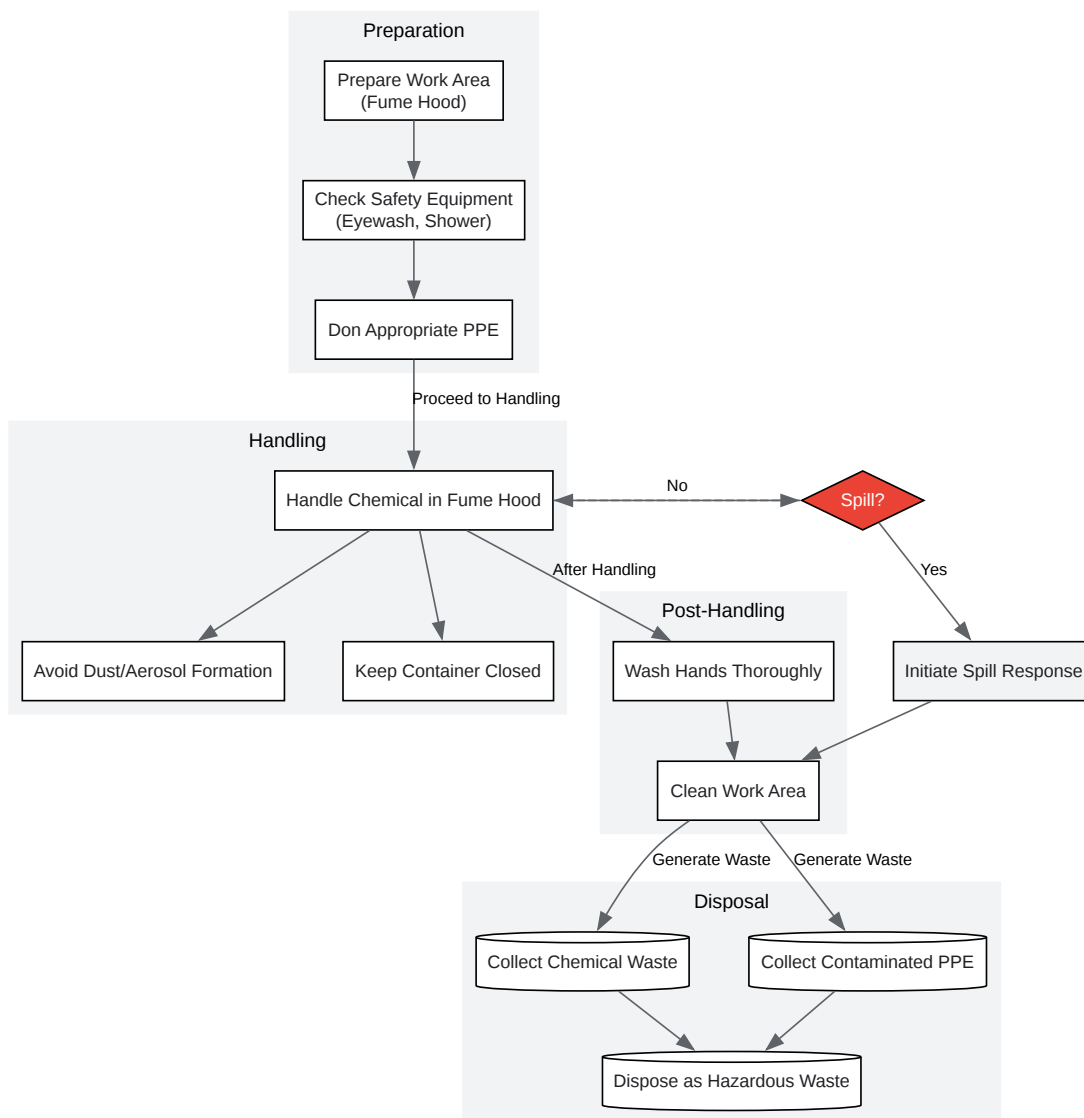 Preparation
Prepare Work Area
(Fume Hood)
Check Safety Equipment
(Eyewash, Shower)
Don Appropriate PPE
Proceed to Handling
Handling
Handle Chemical in Fume Hood
No
Spill?
After Handling
Yes
Post-Handling
Avoid Dust/Aerosol Formation
Keep Container Closed
Wash Hands Thoroughly
Initiate Spill Response
Clean Work Area
Generate Waste
Generate Waste
Disposal
Collect Chemical Waste
Collect Contaminated PPE
Dispose as Hazardous Waste